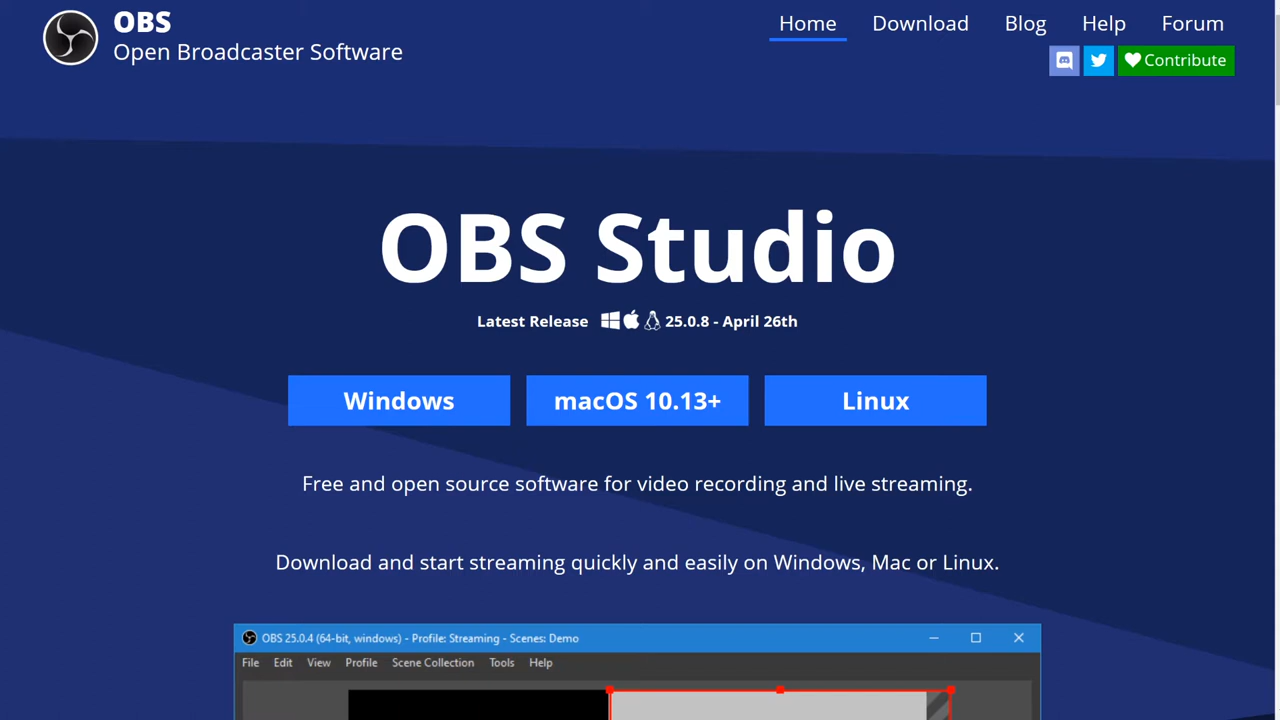 OBS
Open Broadcaster Software
Home Download Blog Help Forum
Contribute
OBS Studio
Latest Release 25.0.8 - April 26th
Windows macOS 10.13+ Linux
Free and open source software for video recording and live streaming.
Download and start streaming quickly and easily on Windows, Mac or Linux.
OBS 25.0.4 (64-bit, windows) - Profile: Streaming - Scenes: Demo
File Edit View Profile Scene Collection Tools Help